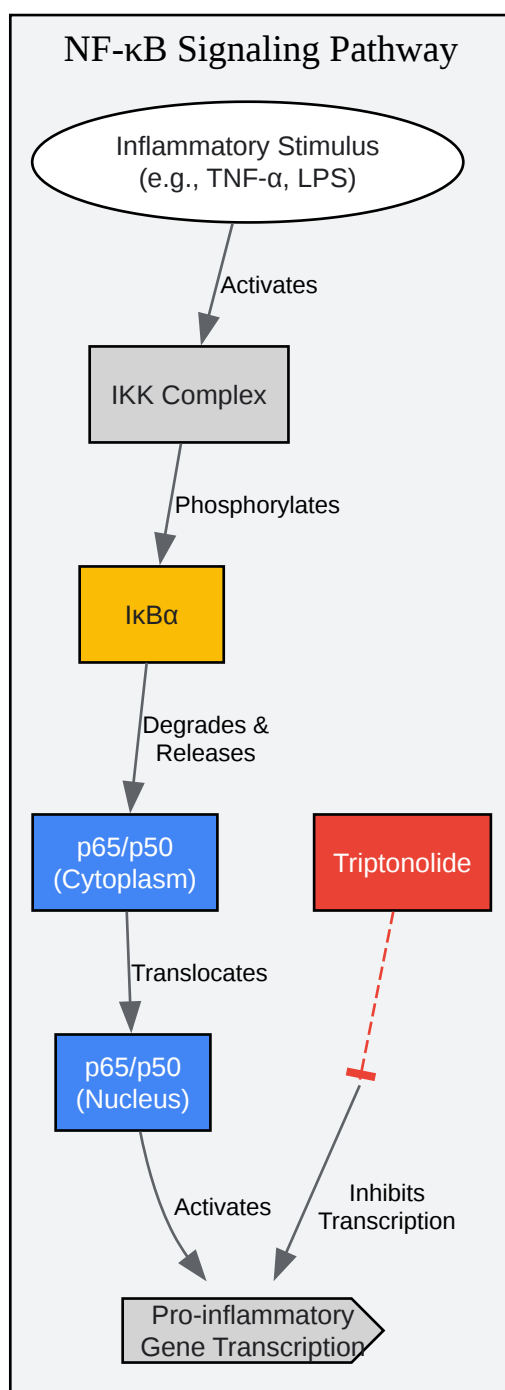 NF-κB Signaling Pathway
Inflammatory Stimulus
(e.g., TNF-α, LPS)
Activates
IKK Complex
Phosphorylates
IκBα
Degrades &
Releases
p65/p50
(Cytoplasm)
Triptonolide
Translocates
p65/p50
(Nucleus)
Activates
Inhibits
Transcription
Pro-inflammatory
Gene Transcription